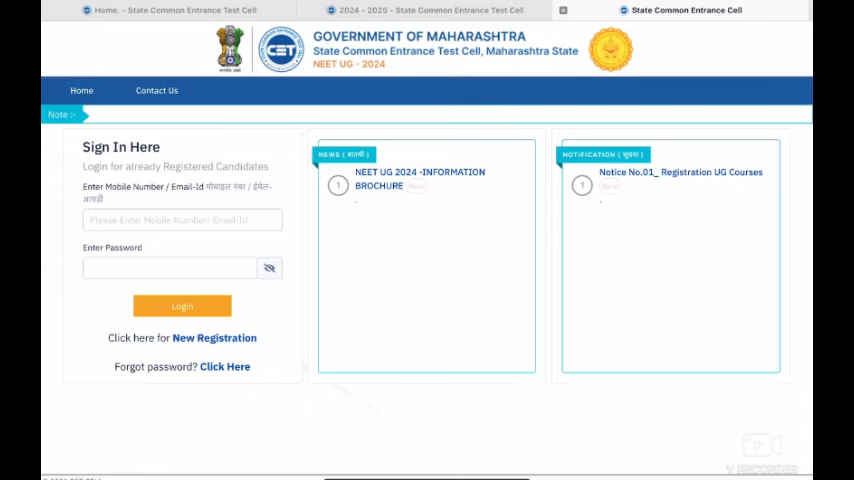 Home. - State Common Entrance Test Cell
2024 - 2025 - State Common Entrance Test Cell
State Common Entrance Cell
CET
GOVERNMENT OF MAHARASHTRA
State Common Entrance Test Cell, Maharashtra State
NEET UG - 2024
Home
Contact Us
Note :-
Sign In Here
Login for already Registered Candidates
Enter Mobile Number / Email-Id मोबाइल नंबर / ईमेल-
आयडी
Please Enter Mobile Number/ Email-Id
Enter Password
Login
Click here for New Registration
Forgot password? Click Here
NEWS ( बातमी )
1
NEET UG 2024 -INFORMATION
BROCHURE New
.
NOTIFICATION ( सूचना )
1
Notice No.01_ Registration UG Courses
New
.
V RECORDER